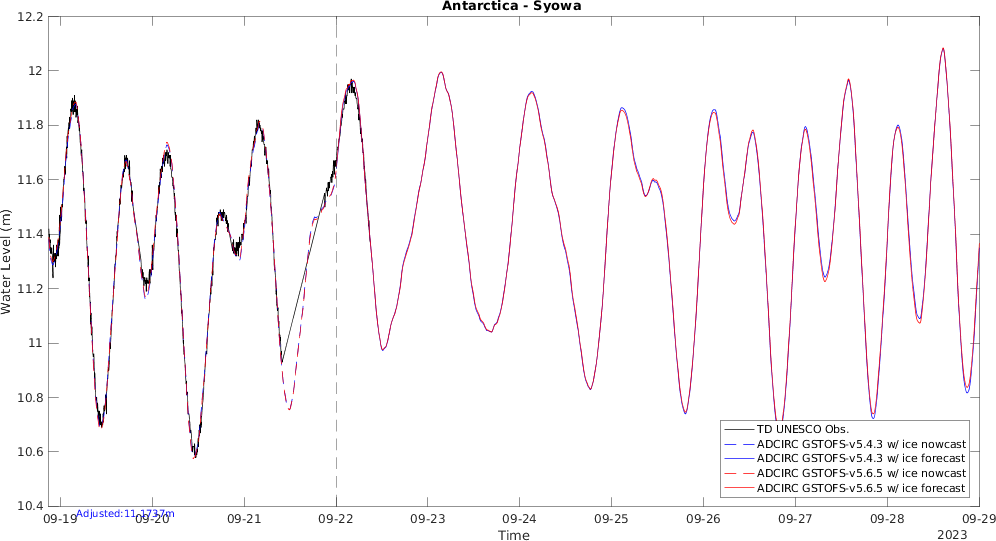 Antarctica - Syowa
12.2
12
11.8
11.6
11.4
11.2
11
10.8
10.6
10.4
Water Level (m)
TD UNESCO Obs.
ADCIRC GSTOFS-v5.4.3 w/ ice nowcast
ADCIRC GSTOFS-v5.4.3 w/ ice forecast
ADCIRC GSTOFS-v5.6.5 w/ ice nowcast
ADCIRC GSTOFS-v5.6.5 w/ ice forecast
Adjusted:11.1737m
09-19 09-20 09-21 09-22 09-23 09-24 09-25 09-26 09-27 09-28 09-29
Time
2023